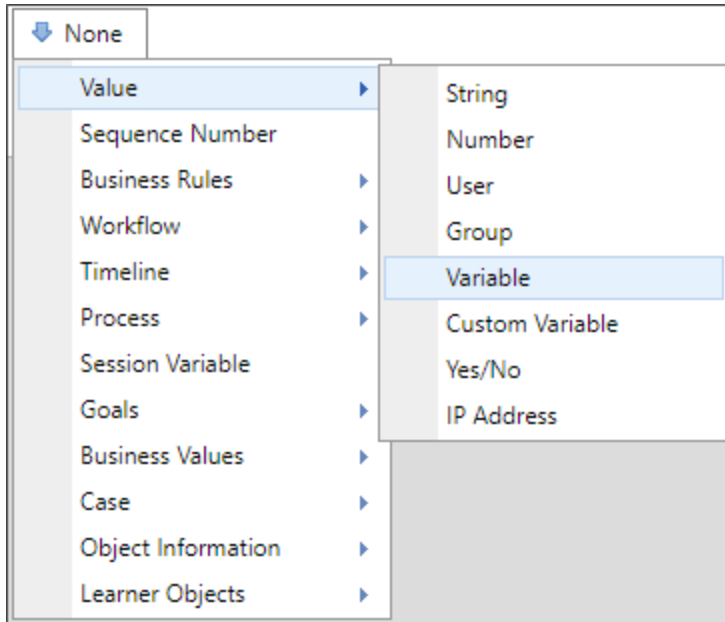 None
Value
Sequence Number
Business Rules
Workflow
Timeline
Process
Session Variable
Goals
Business Values
Case
Object Information
Learner Objects
String
Number
User
Group
Variable
Custom Variable
Yes/No
IP Address